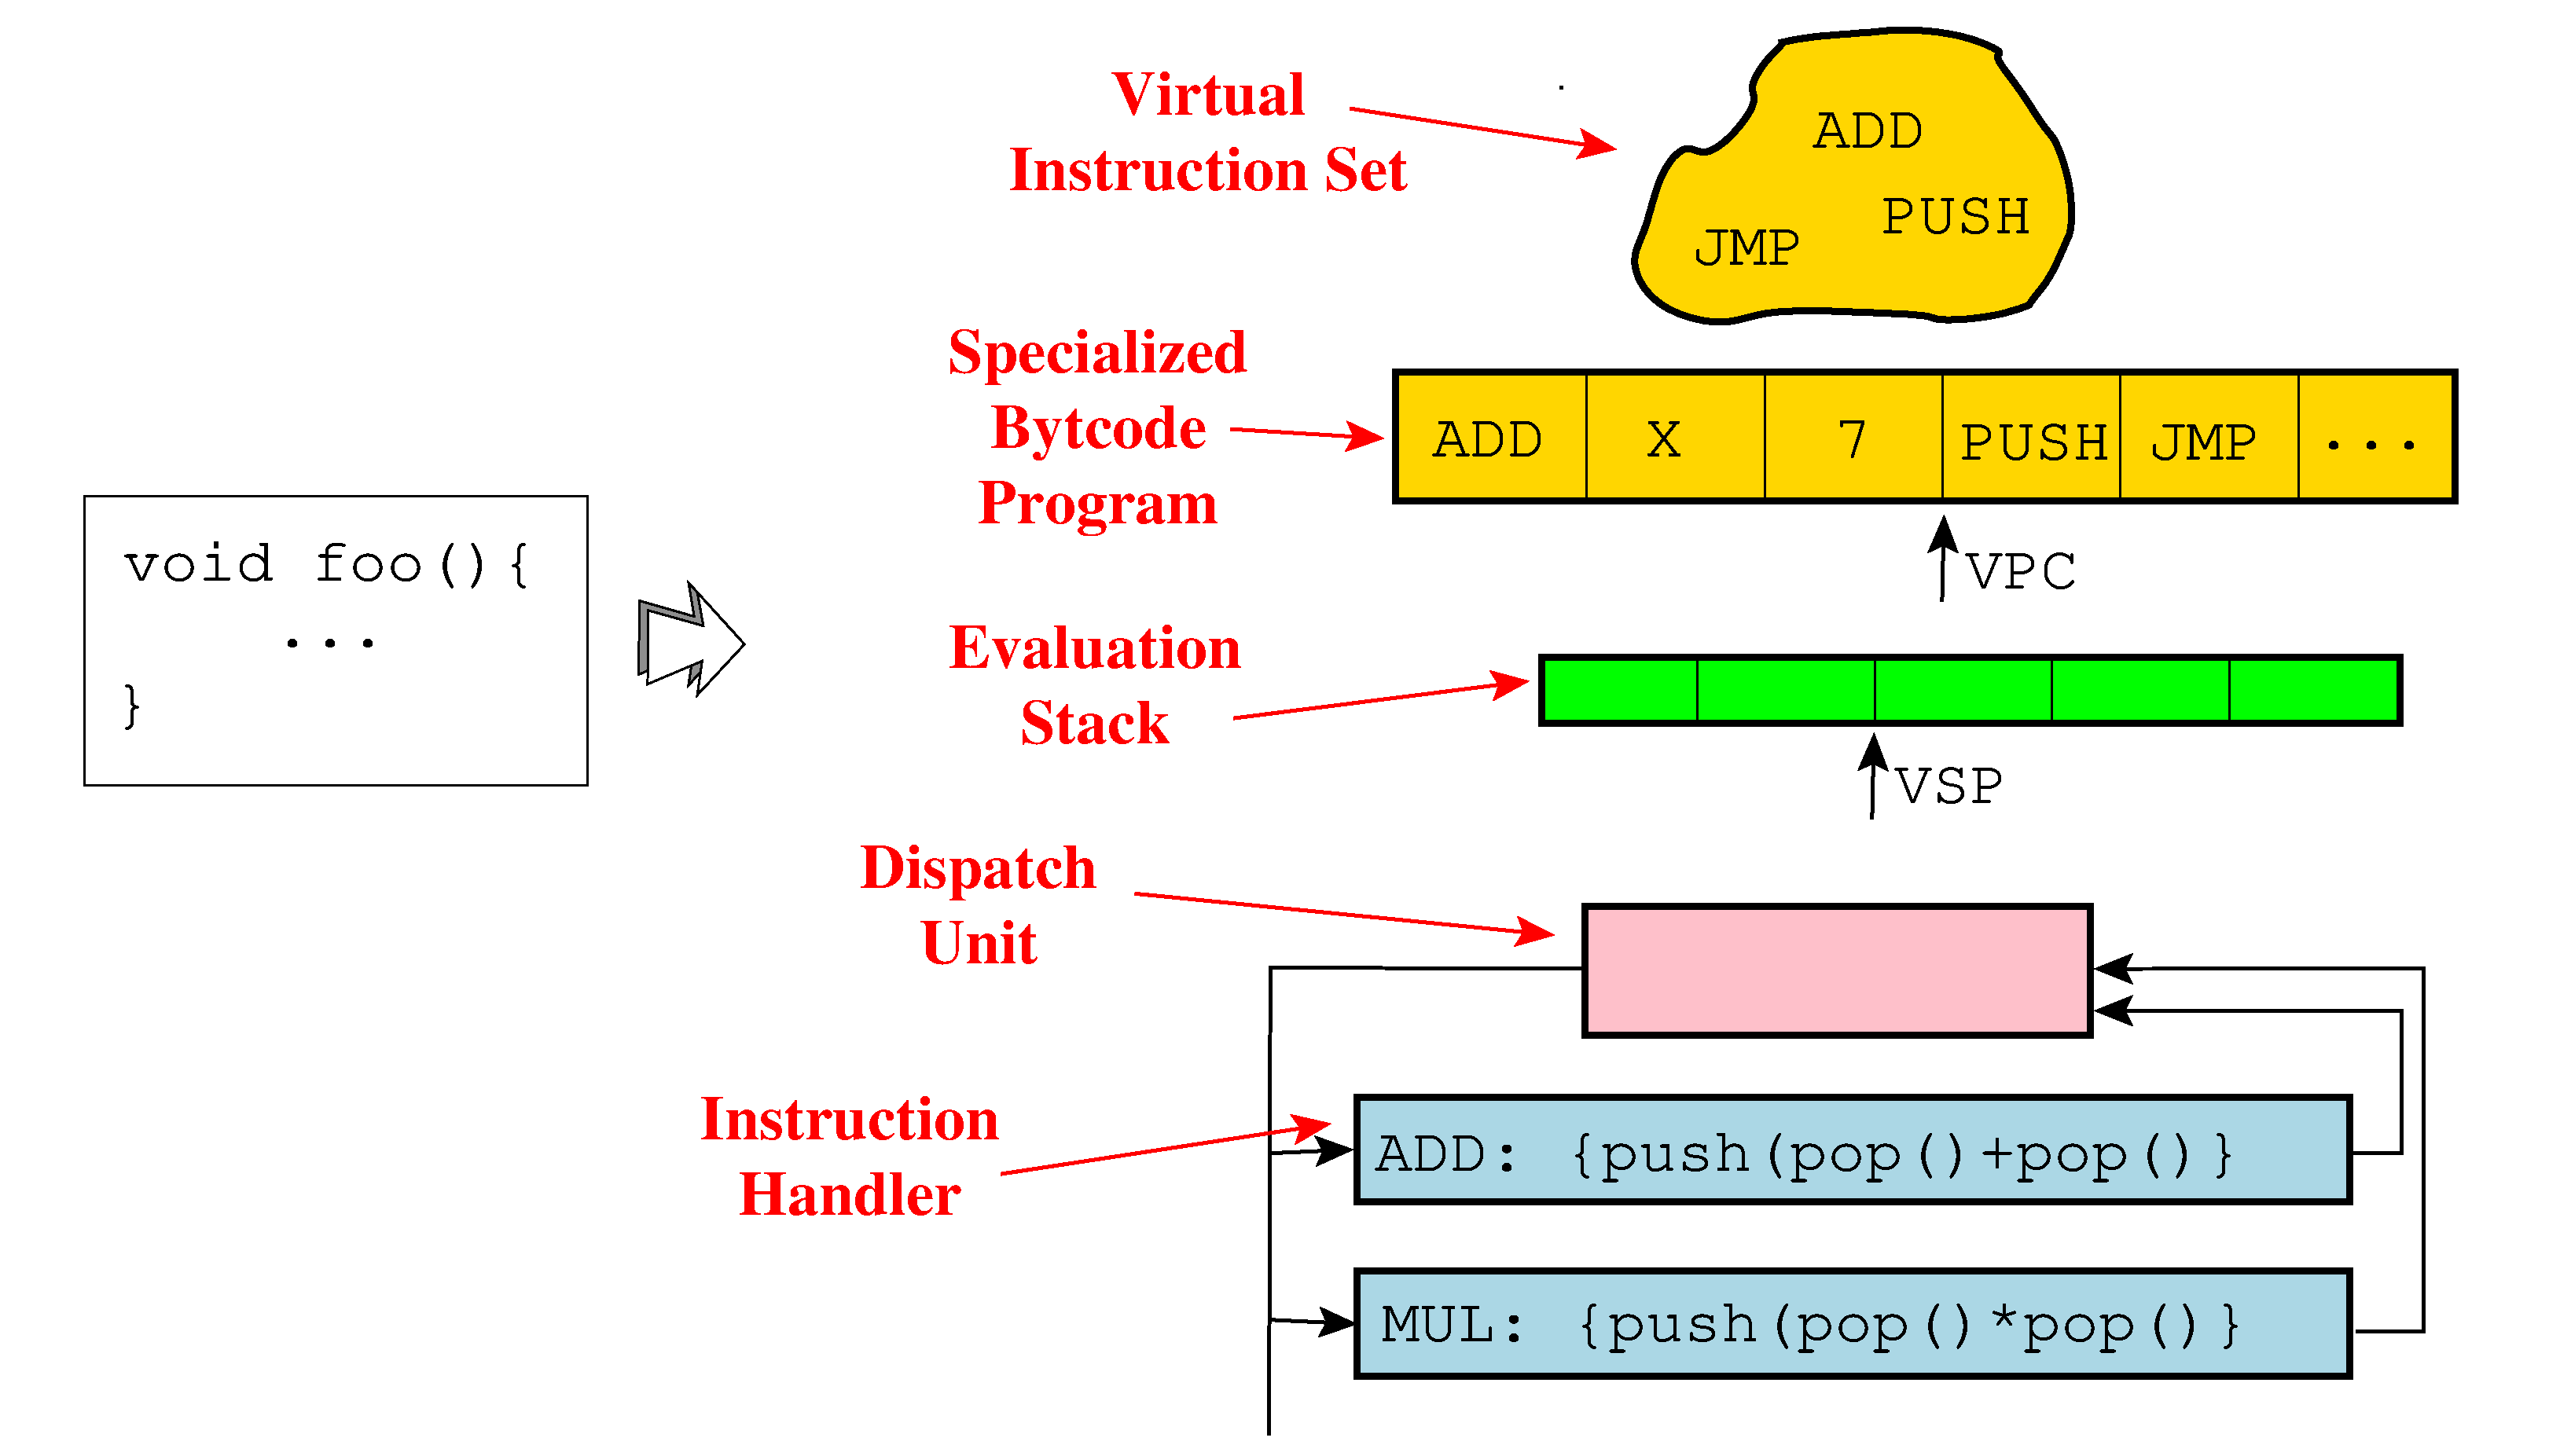 Virtual
Instruction Set
ADD
PUSH
JMP
Specialized
Bytcode
Program
ADD X 7 PUSH JMP ...
VPC
void foo(){
...
}
Evaluation
Stack
VSP
Dispatch
Unit
Instruction
Handler
ADD: {push(pop()+pop()}
MUL: {push(pop()*pop()}